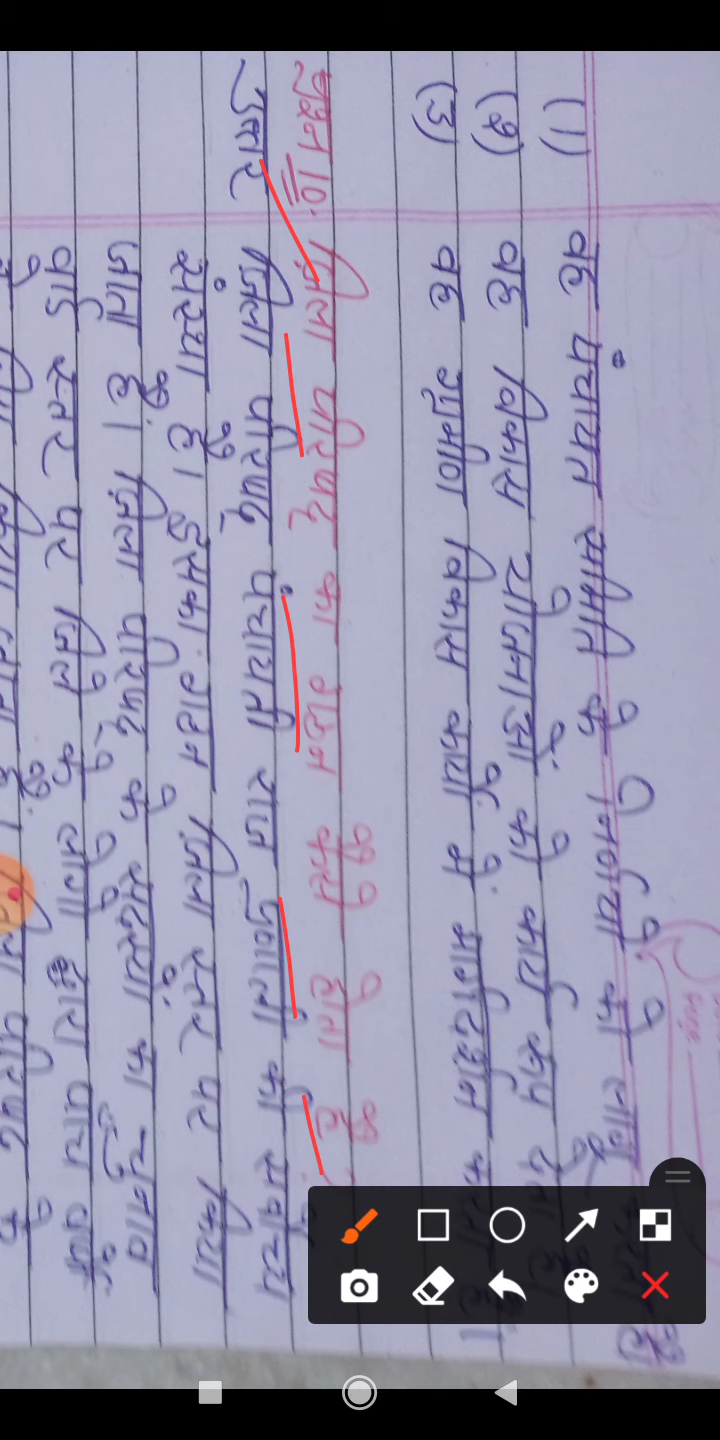 (1) वह पंचायत समिति के निर्णयों को लागू
(2) वह विकास योजनाओं को कार्य रूप देता है।
(3) वह ग्रामीण विकास कार्यों में मार्गदर्शन करता है।
प्रश्न 10. जिला परिषद् का गठन कैसे होता है
उत्तर जिला परिषद् पंचायती राज प्रणाली की सर्वोच्च
संस्था है। इसका गठन जिला स्तर पर किया
जाता है। जिला परिषद् के सदस्यों का चुनाव
वार्ड स्तर पर जिले के लोगों द्वारा पाँच वर्ष